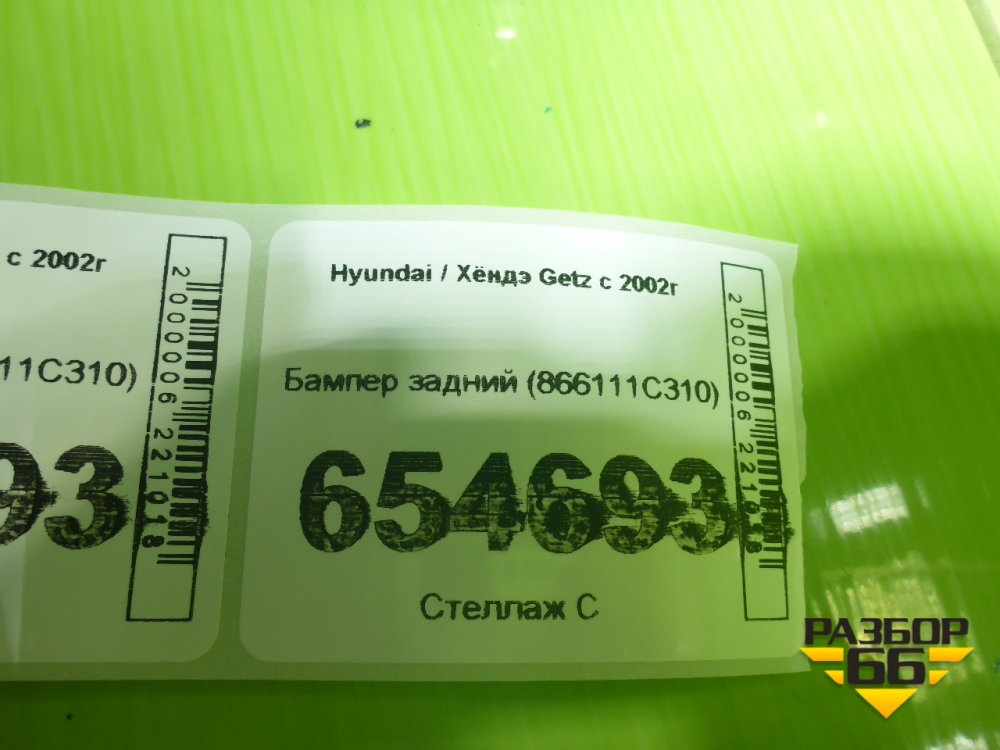 с 2002г
11C310)
93
2000006221018
Hyundai / Хёндэ Getz с 2002г
Бампер задний (866111C310)
654693
Стеллаж С
2000006221018
РАЗБОР
66